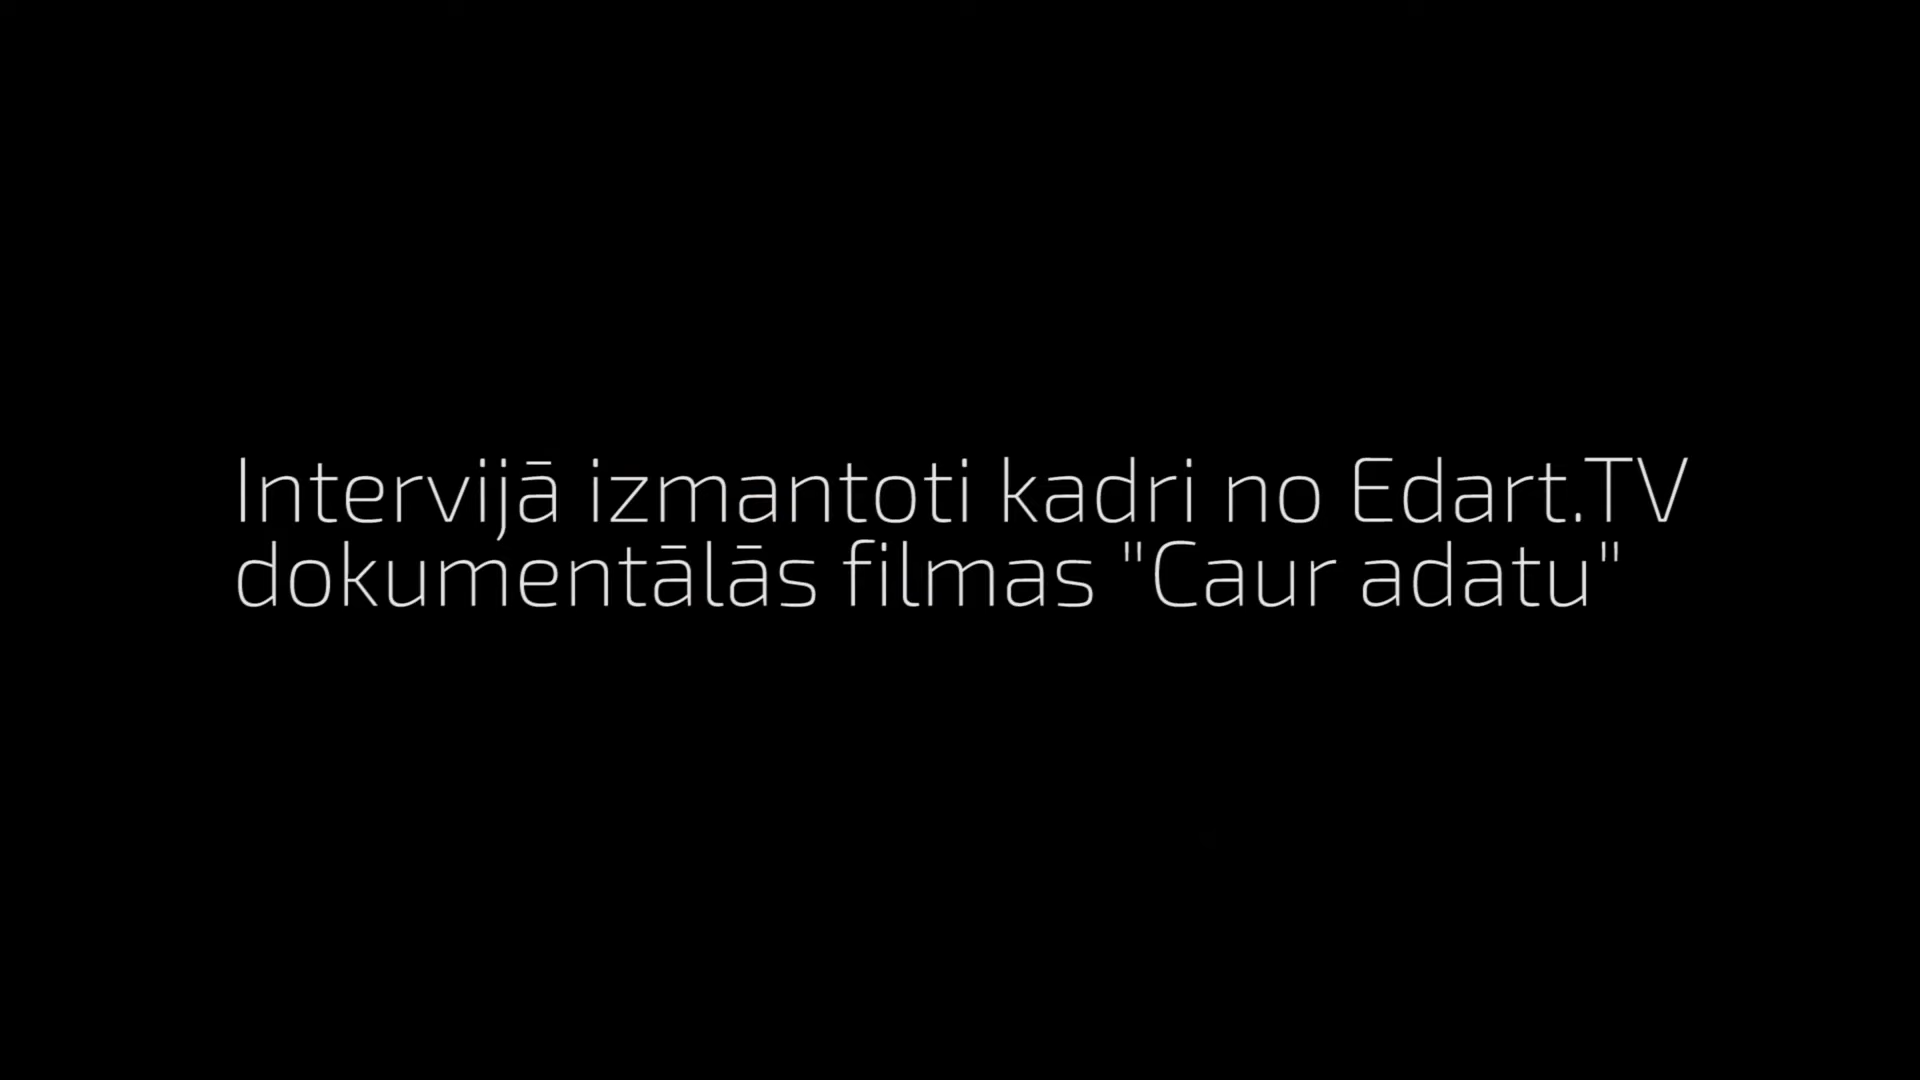 Intervijā izmantoti kadri no Edart.TV
dokumentālās filmas "Caur adatu"